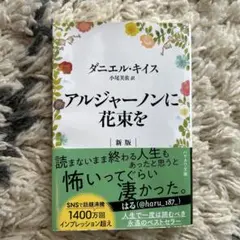 ダニエル・キイス
小尾芙佐 訳
アルジャーノンに
花束を
新版
読まないまま終わる人生も
あったと思うと
怖いってぐらい
凄かった。
はる(@haru_187_)
SNSで話題沸騰
1400万回
インプレッション超え
人生で一度は読むべき
永遠のベストセラー